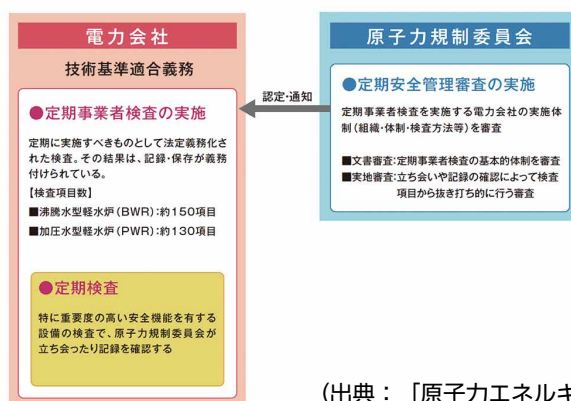 電力会社
技術基準適合義務
●定期事業者検査の実施
定期に実施すべきものとして法定義務化さ
れた検査。その結果は、記録・保存が義務
付けられている。
【検査項目数】
■沸騰水型軽水炉(BWR):約150項目
■加圧水型軽水炉(PWR):約130項目
●定期検査
特に重要度の高い安全機能を有する
設備の検査で、原子力規制委員会が
立ち会ったり記録を確認する
認定・通知
原子力規制委員会
●定期安全管理審査の実施
定期事業者検査を実施する電力会社の実施体
制(組織・体制・検査方法等)を審査
■文書審査:定期事業者検査の基本的体制を審査
■実地審査:立ち会いや記録の確認によって検査
項目から抜き打ち的に行う審査
(出典:「原子力エネルギ